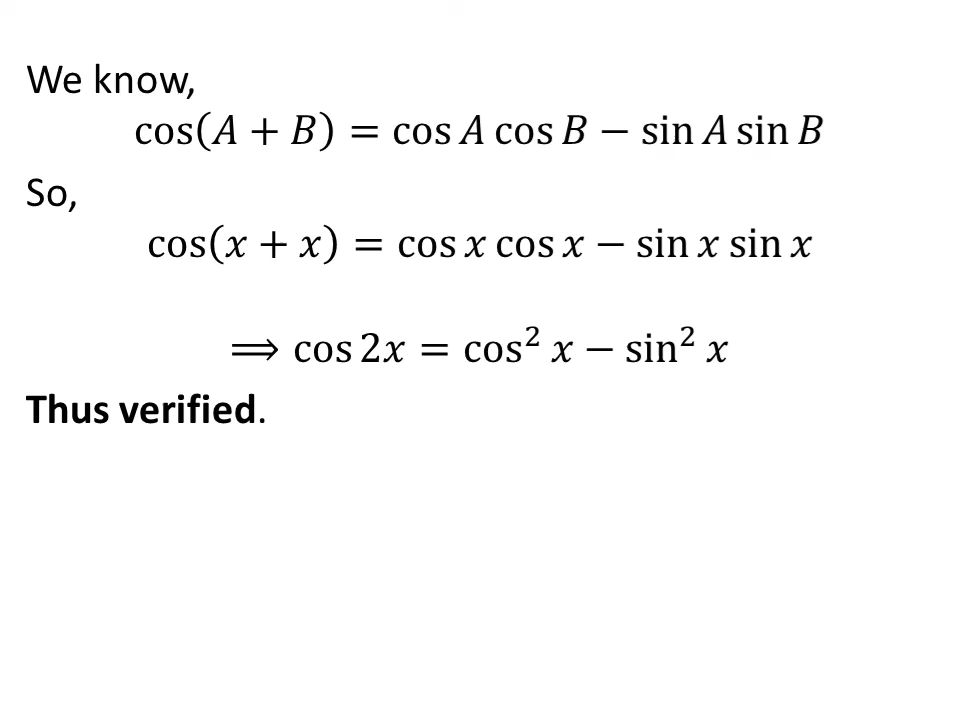 We know,
cos(A + B) = cos A cos B − sin A sin B
So,
cos(x + x) = cos x cos x − sin x sin x
⟹ cos 2x = cos² x − sin² x
Thus verified.